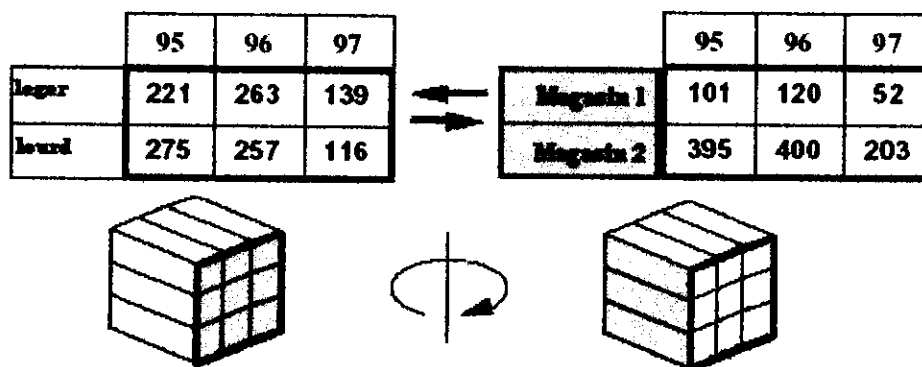 95 96 97
leger 221 263 139
lourd 275 257 116
95 96 97
Magasin 1 101 120 52
Magasin 2 395 400 203